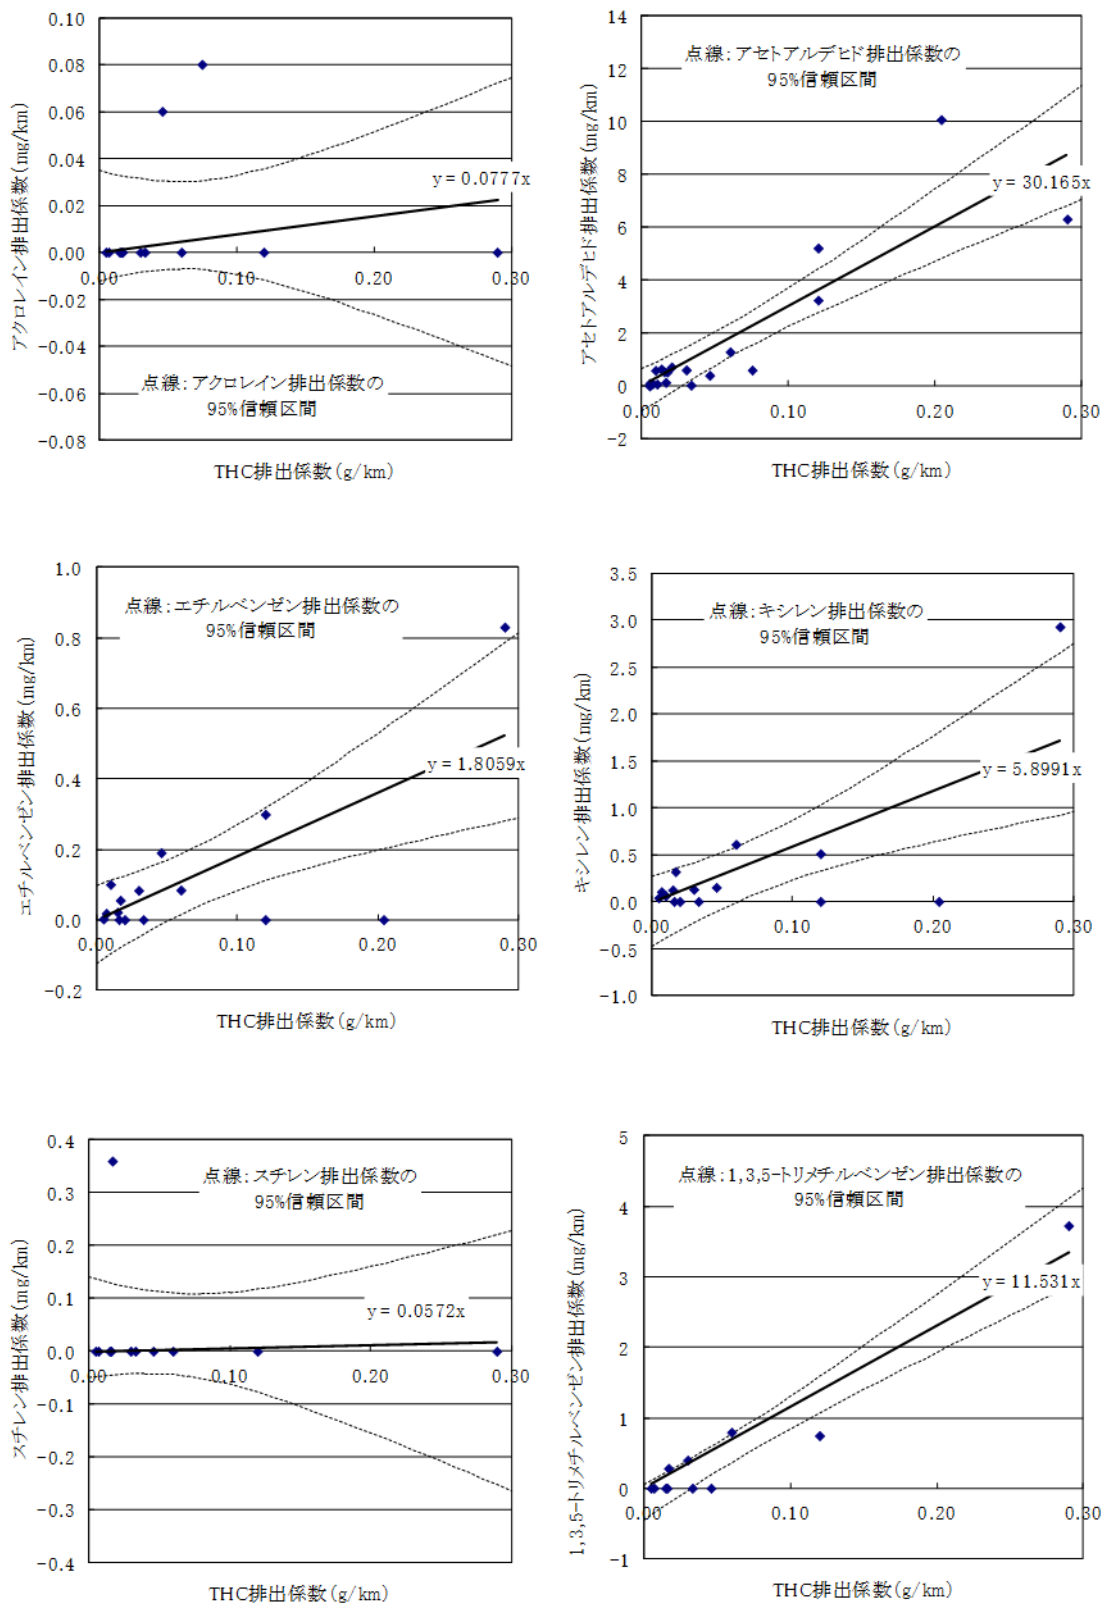 0.10
0.08
0.06
0.04
0.02
0.00
-0.02
-0.04
-0.06
-0.08
アクロレイン排出係数(mg/km)
y = 0.0777x
0.00 0.10 0.20 0.30
点線:アクロレイン排出係数の
95%信頼区間
THC排出係数(g/km)
14
12
10
8
6
4
2
0
-2
アセトアルデヒド排出係数(mg/km)
点線:アセトアルデヒド排出係数の
95%信頼区間
y = 30.165x
0.00 0.10 0.20 0.30
THC排出係数(g/km)
1.0
0.8
0.6
0.4
0.2
0.0
-0.2
エチルベンゼン排出係数(mg/km)
点線:エチルベンゼン排出係数の
95%信頼区間
y = 1.8059x
0.00 0.10 0.20 0.30
THC排出係数(g/km)
3.5
3.0
2.5
2.0
1.5
1.0
0.5
0.0
-0.5
-1.0
キシレン排出係数(mg/km)
点線:キシレン排出係数の
95%信頼区間
y = 5.8991x
0.00 0.10 0.20 0.30
THC排出係数(g/km)
0.4
0.3
0.2
0.1
0.0
-0.1
-0.2
-0.3
-0.4
スチレン排出係数(mg/km)
点線:スチレン排出係数の
95%信頼区間
y = 0.0572x
0.00 0.10 0.20 0.30
THC排出係数(g/km)
5
4
3
2
1
0
-1
1,3,5-トリメチルベンゼン排出係数(mg/km)
点線:1,3,5-トリメチルベンゼン排出係数の
95%信頼区間
y = 11.531x
0.00 0.10 0.20 0.30
THC排出係数(g/km)